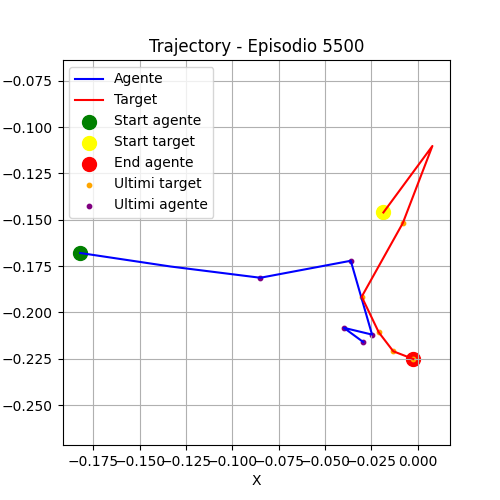 Trajectory - Episodio 5500
Agente
Target
Start agente
Start target
End agente
Ultimi target
Ultimi agente
−0.075
−0.100
−0.125
−0.150
−0.175
−0.200
−0.225
−0.250
−0.175 −0.150 −0.125 −0.100 −0.075 −0.050 −0.025 0.000
X